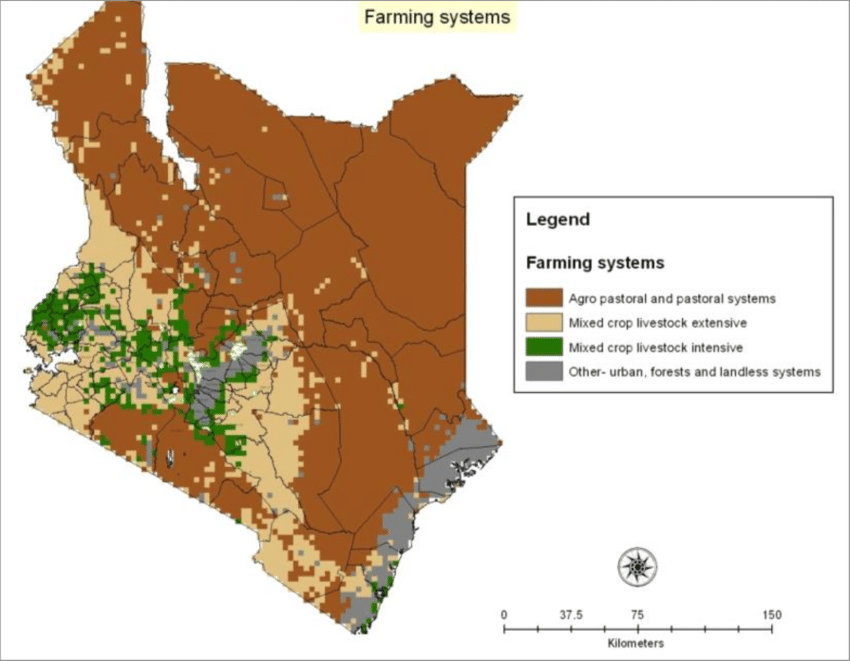 Farming systems
Legend
Farming systems
Agro pastoral and pastoral systems
Mixed crop livestock extensive
Mixed crop livestock intensive
Other- urban, forests and landless systems
0 37.5 75 150
Kilometers